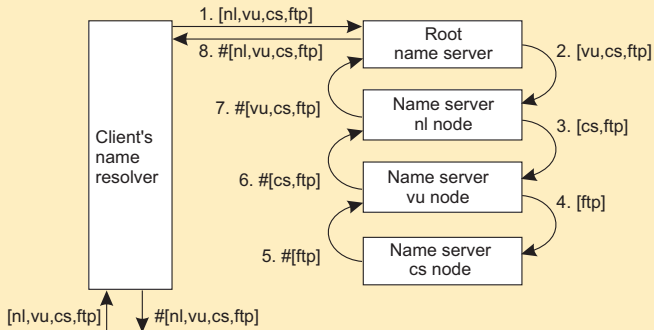 1. [nl,vu,cs,ftp]
Root
name server
2. [vu,cs,ftp]
8. #[nl,vu,cs,ftp]
7. #[vu,cs,ftp]
Name server
nl node
3. [cs,ftp]
Client's
name
resolver
6. #[cs,ftp]
Name server
vu node
4. [ftp]
5. #[ftp]
Name server
cs node
[nl,vu,cs,ftp]
#[nl,vu,cs,ftp]